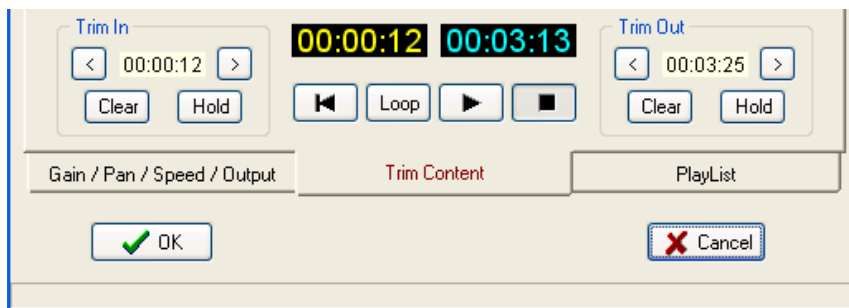 Trim In
00:00:12 00:03:13
Trim Out
< 00:00:12 >
< 00:03:25 >
Clear Hold
Loop
Clear Hold
Gain / Pan / Speed / Output
Trim Content
PlayList
OK
Cancel